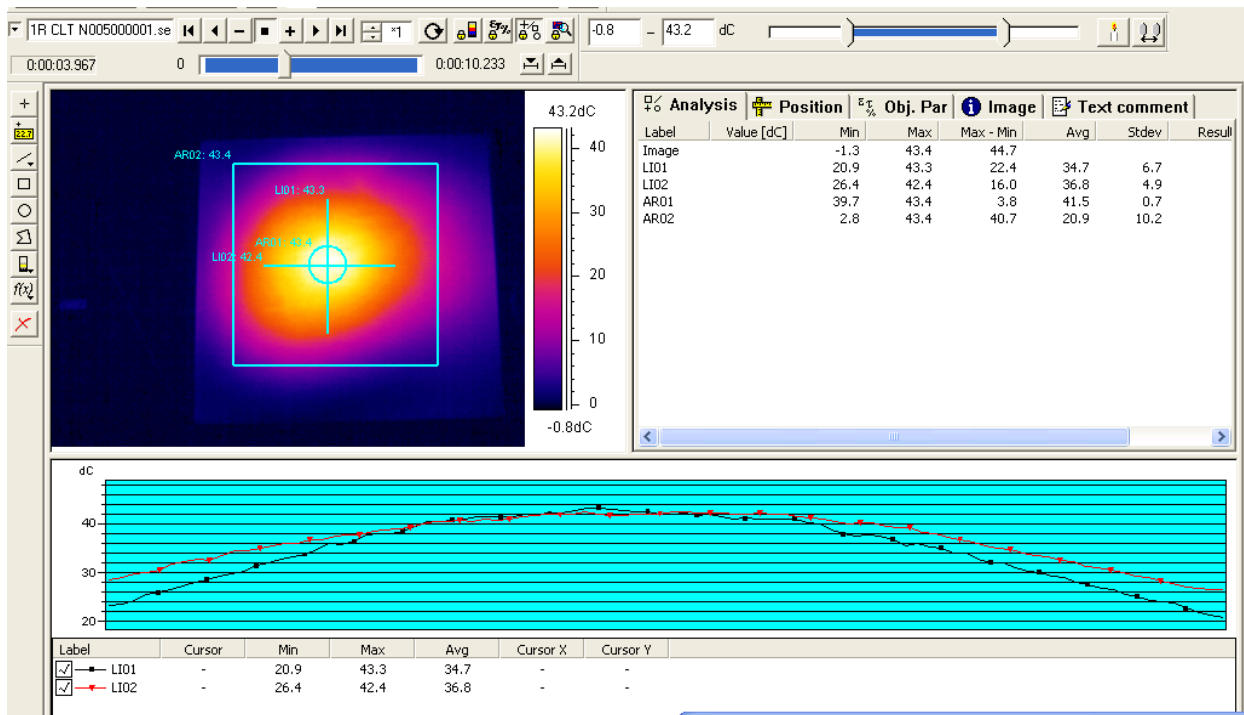 1R CLT N005000001.se *1 -0.8 - 43.2 dC
0:00:03.967 0 0:00:10.233
22.7
f(x)
43.2dC
40
30
20
10
0
-0.8dC
AR02: 43.4
LI01: 43.3
AR01: 43.4
LI02: 42.4
Analysis Position Obj. Par Image Text comment
Label Value [dC] Min Max Max - Min Avg Stdev Result
Image -1.3 43.4 44.7
LI01 20.9 43.3 22.4 34.7 6.7
LI02 26.4 42.4 16.0 36.8 4.9
AR01 39.7 43.4 3.8 41.5 0.7
AR02 2.8 43.4 40.7 20.9 10.2
dC
40
30
20
Label Cursor Min Max Avg Cursor X Cursor Y
LI01 - 20.9 43.3 34.7 - -
LI02 - 26.4 42.4 36.8 - -